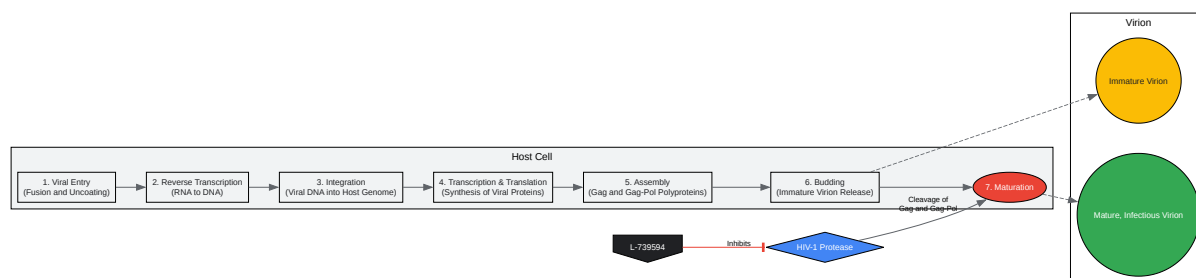 Virion
Immature Virion
Host Cell
1. Viral Entry
(Fusion and Uncoating)
2. Reverse Transcription
(RNA to DNA)
3. Integration
(Viral DNA into Host Genome)
4. Transcription & Translation
(Synthesis of Viral Proteins)
5. Assembly
(Gag and Gag-Pol Polyproteins)
6. Budding
(Immature Virion Release)
7. Maturation
Cleavage of
Gag and Gag-Pol
Mature, Infectious Virion
L-739594
Inhibits
HIV-1 Protease